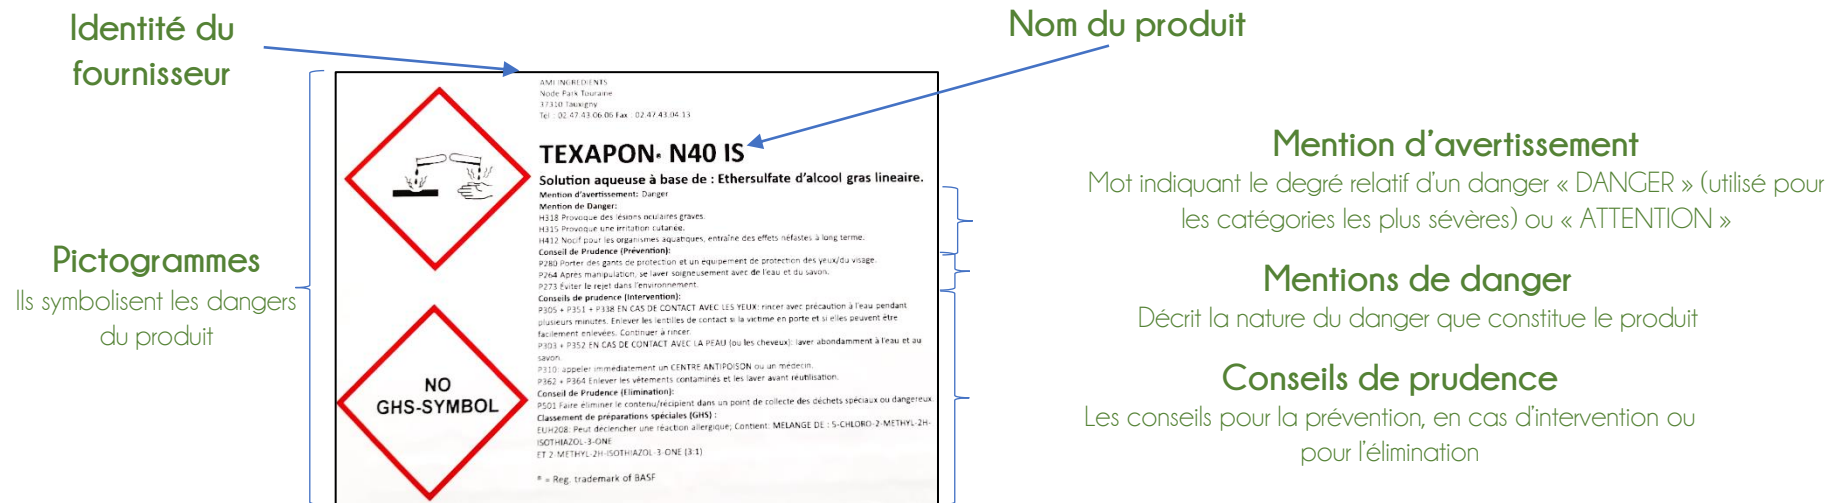 Identité du
fournisseur
Nom du produit
Pictogrammes
Ils symbolisent les dangers
du produit
NO
GHS-SYMBOL
AMI INGREDIENTS
Node Park Touraine
37310 Tauxigny
Tel : 02.47.43.06.06 Fax : 02.47.43.04.13
TEXAPON® N40 IS
Solution aqueuse à base de : Ethersulfate d'alcool gras lineaire.
Mention d'avertissement: Danger
Mention de Danger:
H318 Provoque des lésions oculaires graves.
H315 Provoque une irritation cutanée.
H412 Nocif pour les organismes aquatiques, entraîne des effets néfastes à long terme.
Conseil de Prudence (Prévention):
P280 Porter des gants de protection et un equipement de protection des yeux/du visage.
P264 Après manipulation, se laver soigneusement avec de l'eau et du savon.
P273 Éviter le rejet dans l'environnement.
Conseils de prudence (Intervention):
P305 + P351 + P338 EN CAS DE CONTACT AVEC LES YEUX: rincer avec précaution à l'eau pendant
plusieurs minutes. Enlever les lentilles de contact si la victime en porte et si elles peuvent être
facilement enlevées. Continuer à rincer.
P303 + P352 EN CAS DE CONTACT AVEC LA PEAU (ou les cheveux): laver abondamment à l'eau et au
savon.
P310: appeler immediatement un CENTRE ANTIPOISON ou un médecin.
P362 + P364 Enlever les vêtements contaminés et les laver avant réutilisation.
Conseil de Prudence (Elimination):
P501 Faire éliminer le contenu/récipient dans un point de collecte des déchets spéciaux ou dangereux.
Classement de préparations spéciales (GHS) :
EUH208: Peut déclencher une réaction allergique; Contient: MELANGE DE : 5-CHLORO-2-METHYL-2H-
ISOTHIAZOL-3-ONE
ET 2-METHYL-2H-ISOTHIAZOL-3-ONE (3:1)
® = Reg. trademark of BASF
Mention d'avertissement
Mot indiquant le degré relatif d'un danger « DANGER » (utilisé pour
les catégories les plus sévères) ou « ATTENTION »
Mentions de danger
Décrit la nature du danger que constitue le produit
Conseils de prudence
Les conseils pour la prévention, en cas d'intervention ou
pour l'élimination